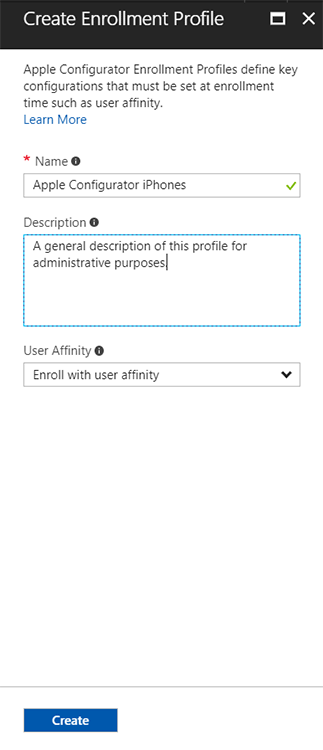 Create Enrollment Profile
Apple Configurator Enrollment Profiles define key
configurations that must be set at enrollment
time such as user affinity.
Learn More
* Name
Apple Configurator iPhones
Description
A general description of this profile for
administrative purposes
User Affinity
Enroll with user affinity
Create